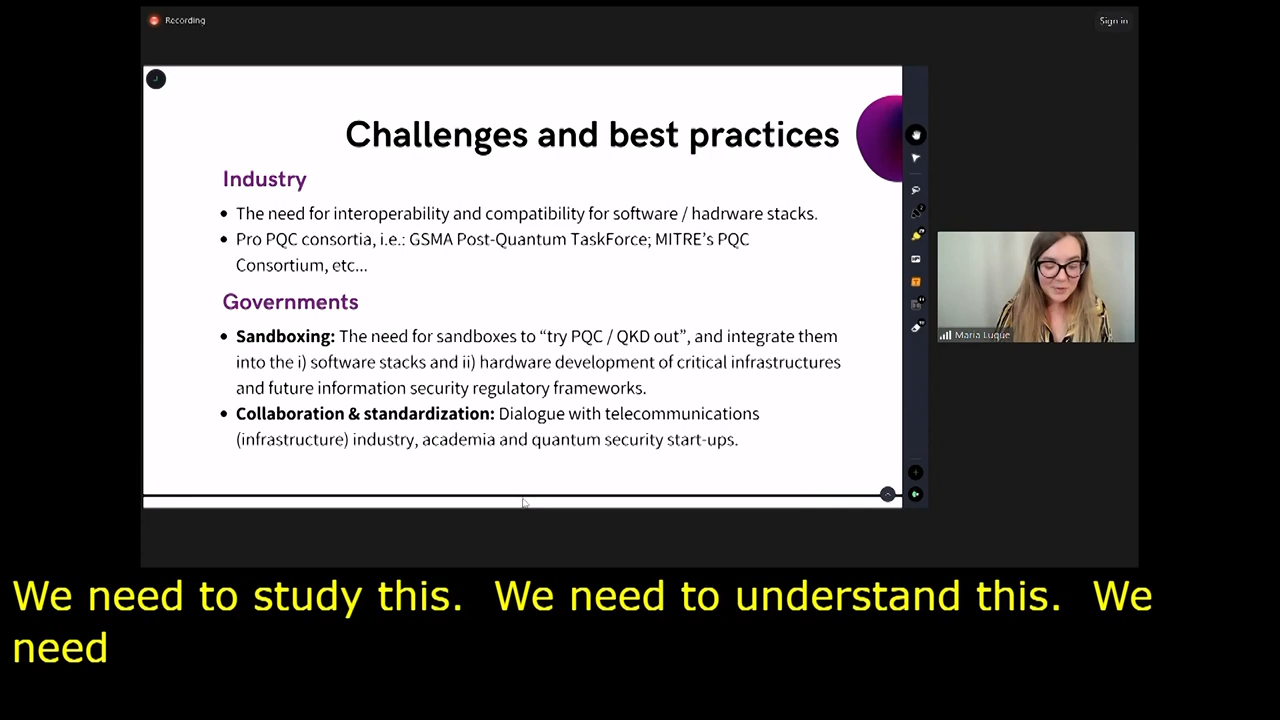 Recording
Sign in
Challenges and best practices
Industry
The need for interoperability and compatibility for software / hadrware stacks.
Pro PQC consortia, i.e.: GSMA Post-Quantum TaskForce; MITRE's PQC
Consortium, etc...
Governments
Sandboxing: The need for sandboxes to “try PQC / QKD out”, and integrate them
into the i) software stacks and ii) hardware development of critical infrastructures
and future information security regulatory frameworks.
Collaboration & standardization: Dialogue with telecommunications
(infrastructure) industry, academia and quantum security start-ups.
Maria Luque
We need to study this. We need to understand this. We
need